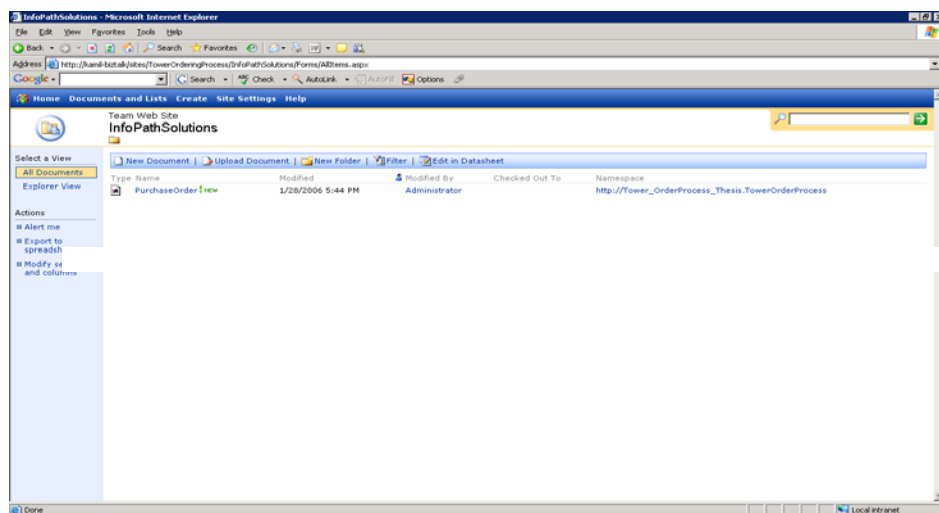 InfoPathSolutions - Microsoft Internet Explorer
File Edit View Favorites Tools Help
Back Search Favorites
Address http://kamil-biztalk/sites/TowerOrderingProcess/InfoPathSolutions/Forms/AllItems.aspx
Google Search Check AutoLink AutoFill Options
Home Documents and Lists Create Site Settings Help
Team Web Site
InfoPathSolutions
Select a View
All Documents
Explorer View
Actions
Alert me
Export to
spreadsh
Modify se
and columns
New Document | Upload Document | New Folder | Filter | Edit in Datasheet
Type Name Modified Modified By Checked Out To Namespace
PurchaseOrder NEW 1/28/2006 5:44 PM Administrator http://Tower_OrderProcess_Thesis.TowerOrderProcess
Done Local intranet